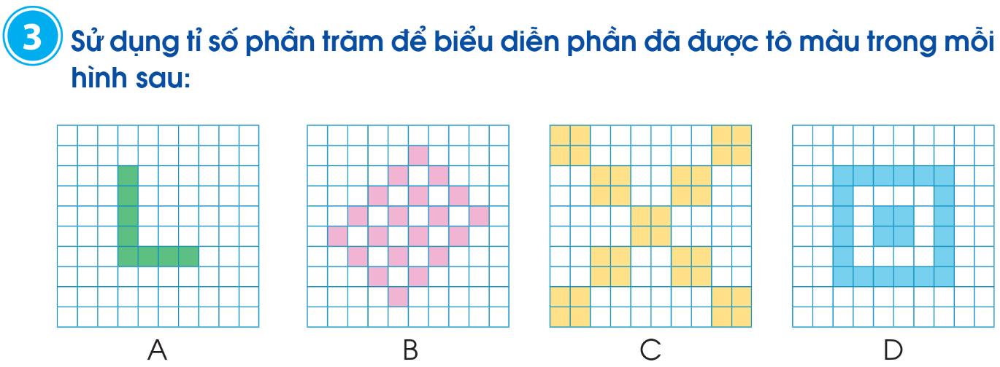 3 Sử dụng tỉ số phần trăm để biểu diễn phần đã được tô màu trong mỗi
hình sau:
A B C D